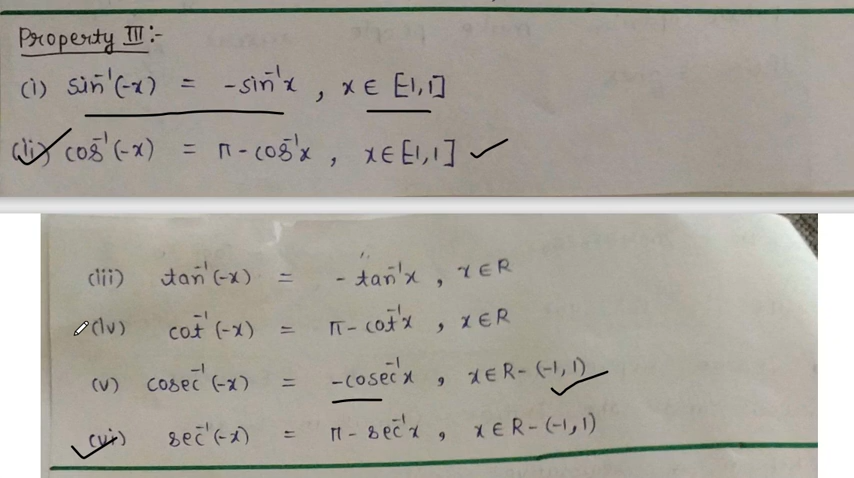 Property III:-
(i) sin⁻¹(-x) = -sin⁻¹x , x ∈ [-1,1]
(ii) cos⁻¹(-x) = π - cos⁻¹x , x ∈ [-1,1]
(iii) tan⁻¹(-x) = - tan⁻¹x , x ∈ R
(iv) cot⁻¹(-x) = π - cot⁻¹x , x ∈ R
(v) cosec⁻¹(-x) = -cosec⁻¹x , x ∈ R - (-1,1)
(vi) sec⁻¹(-x) = π - sec⁻¹x , x ∈ R - (-1,1)